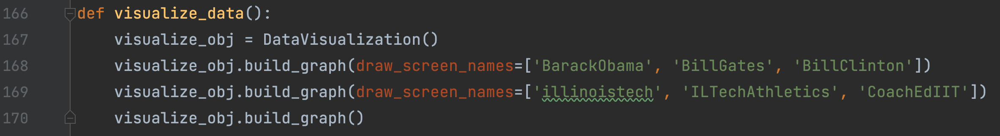 166 def visualize_data():
167 visualize_obj = DataVisualization()
168 visualize_obj.build_graph(draw_screen_names=['BarackObama', 'BillGates', 'BillClinton'])
169 visualize_obj.build_graph(draw_screen_names=['illinoistech', 'ILTechAthletics', 'CoachEdIIT'])
170 visualize_obj.build_graph()